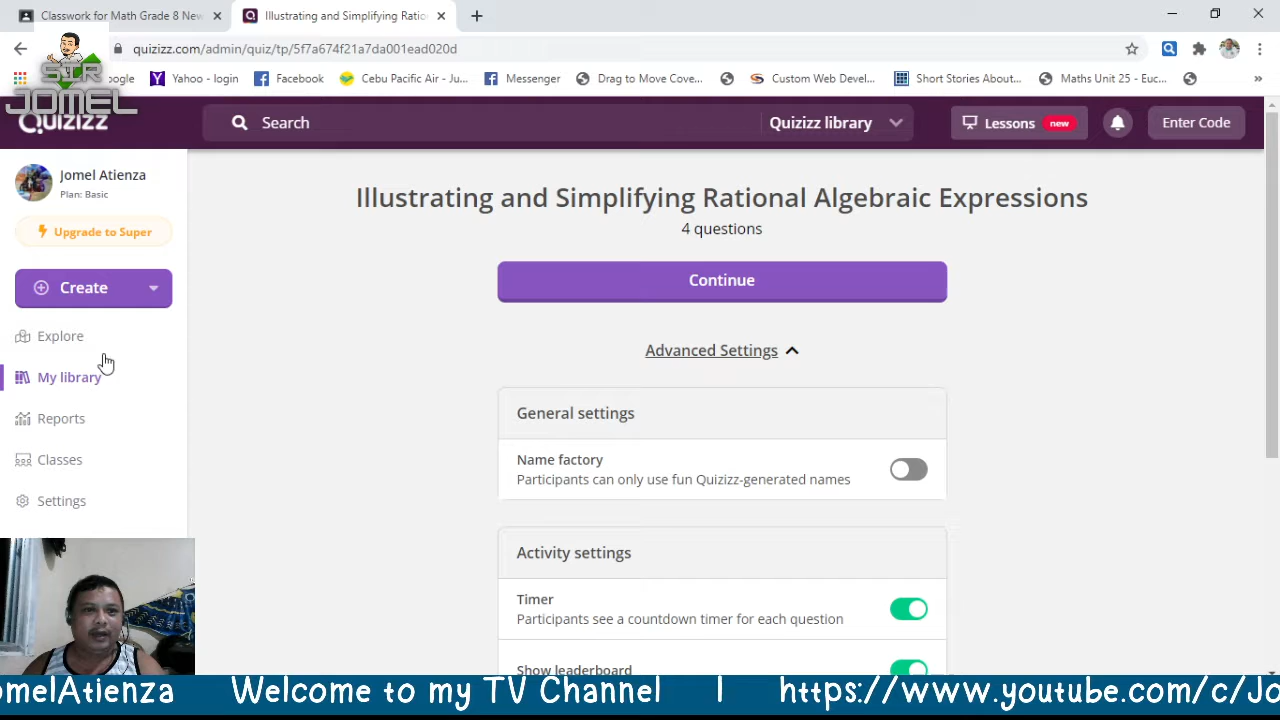 Classwork for Math Grade 8 New
Illustrating and Simplifying Ratio
quizizz.com/admin/quiz/tp/5f7a674f21a7da001ead020d
SIR
JOMEL
ogle
Yahoo - login
Facebook
Cebu Pacific Air - Ju...
Messenger
Drag to Move Cove...
Custom Web Devel...
Short Stories About...
Maths Unit 25 - Euc...
Quizizz
Search
Quizizz library
Lessons new
Enter Code
Jomel Atienza
Plan: Basic
Upgrade to Super
Create
Explore
My library
Reports
Classes
Settings
Illustrating and Simplifying Rational Algebraic Expressions
4 questions
Continue
Advanced Settings
General settings
Name factory
Participants can only use fun Quizizz-generated names
Activity settings
Timer
Participants see a countdown timer for each question
Show leaderboard
omelAtienza Welcome to my TV Channel | https://www.youtube.com/c/Jo